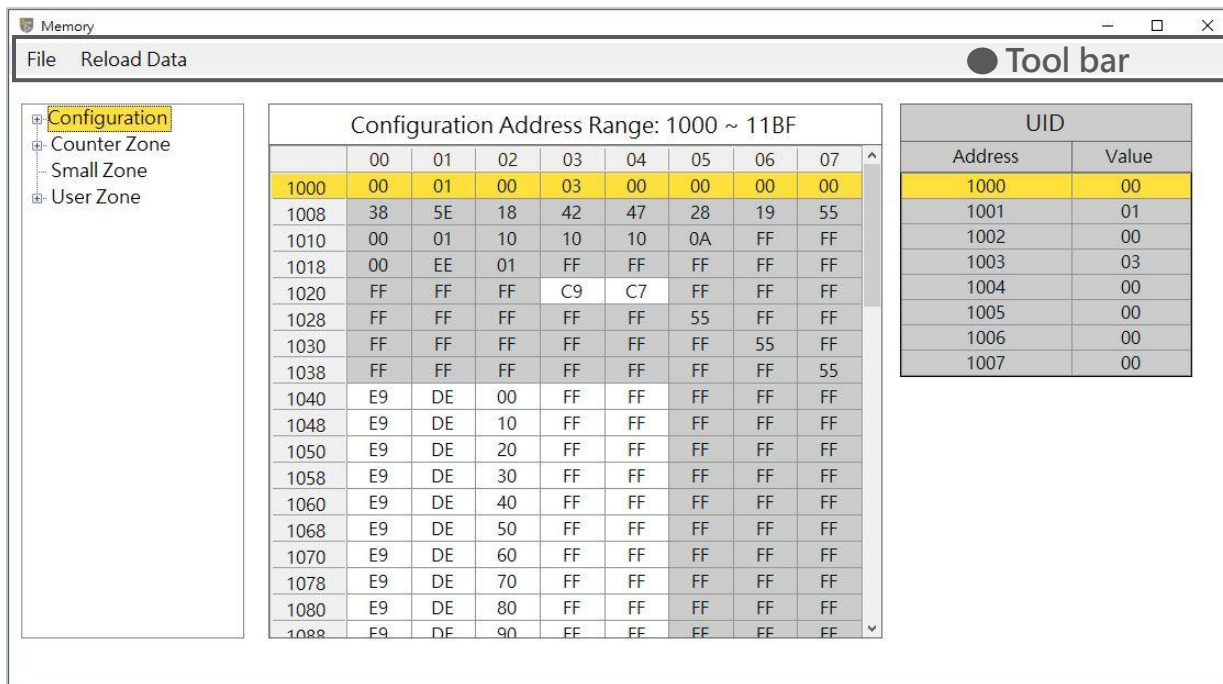 Memory
File Reload Data
Tool bar
Configuration
Counter Zone
Small Zone
User Zone
Configuration Address Range: 1000 ~ 11BF
00 01 02 03 04 05 06 07
1000 00 01 00 03 00 00 00 00
1008 38 5E 18 42 47 28 19 55
1010 00 01 10 10 10 0A FF FF
1018 00 EE 01 FF FF FF FF FF
1020 FF FF FF C9 C7 FF FF FF
1028 FF FF FF FF FF 55 FF FF
1030 FF FF FF FF FF FF 55 FF
1038 FF FF FF FF FF FF FF 55
1040 E9 DE 00 FF FF FF FF FF
1048 E9 DE 10 FF FF FF FF FF
1050 E9 DE 20 FF FF FF FF FF
1058 E9 DE 30 FF FF FF FF FF
1060 E9 DE 40 FF FF FF FF FF
1068 E9 DE 50 FF FF FF FF FF
1070 E9 DE 60 FF FF FF FF FF
1078 E9 DE 70 FF FF FF FF FF
1080 E9 DE 80 FF FF FF FF FF
1088 E9 DE 90 FF FF FF FF FF
UID
Address Value
1000 00
1001 01
1002 00
1003 03
1004 00
1005 00
1006 00
1007 00